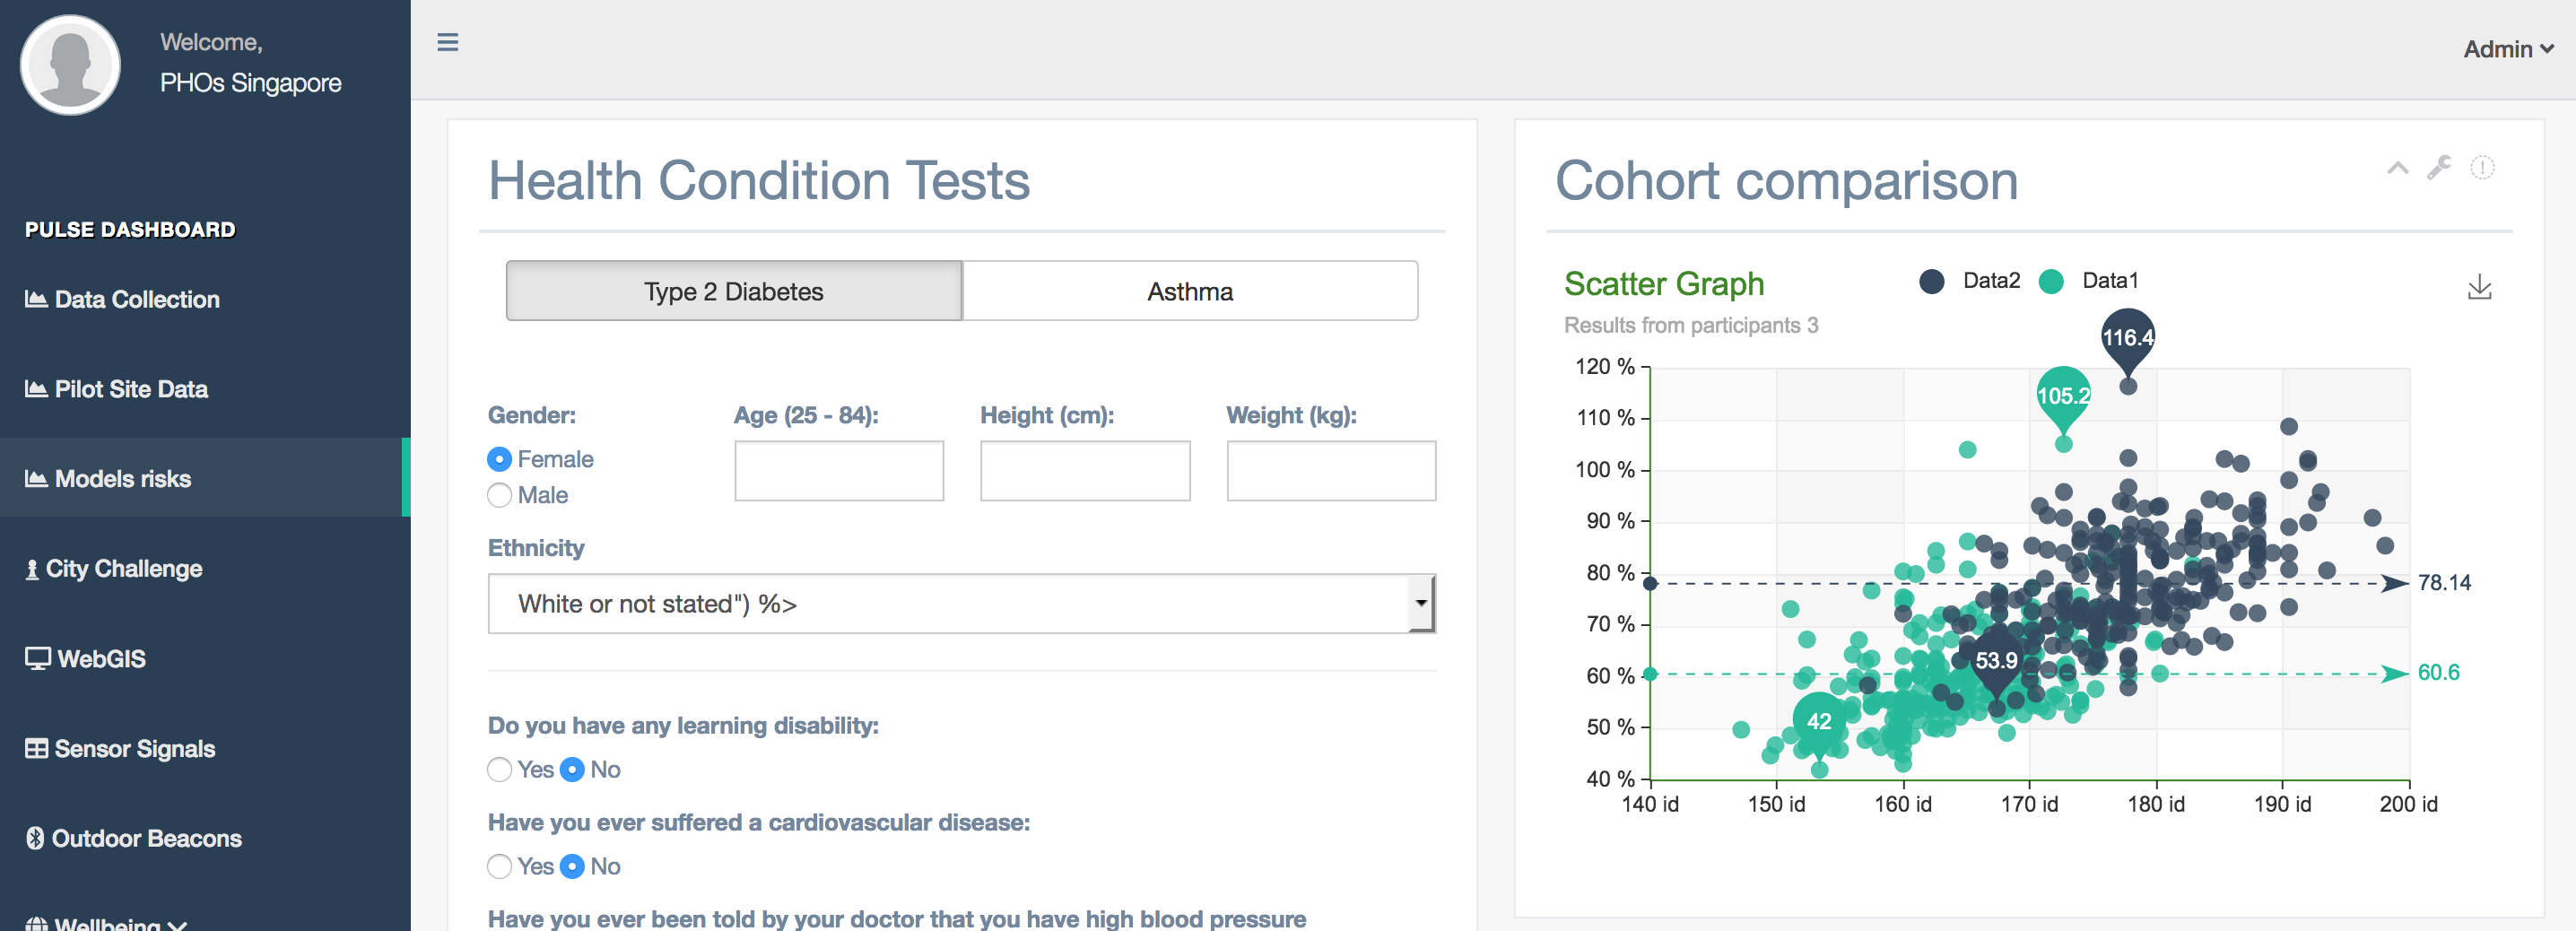 Welcome,
PHOs Singapore
PULSE DASHBOARD
Data Collection
Pilot Site Data
Models risks
City Challenge
WebGIS
Sensor Signals
Outdoor Beacons
Wellbeing
Admin
Health Condition Tests
Type 2 Diabetes Asthma
Gender: Age (25 - 84): Height (cm): Weight (kg):
Female
Male
Ethnicity
White or not stated") %>
Do you have any learning disability:
Yes No
Have you ever suffered a cardiovascular disease:
Yes No
Have you ever been told by your doctor that you have high blood pressure
Cohort comparison
Scatter Graph Data2 Data1
Results from participants 3
116.4
120 %
105.2
110 %
100 %
90 %
80 % 78.14
70 %
53.9
60 % 60.6
42
50 %
40 %
140 id 150 id 160 id 170 id 180 id 190 id 200 id